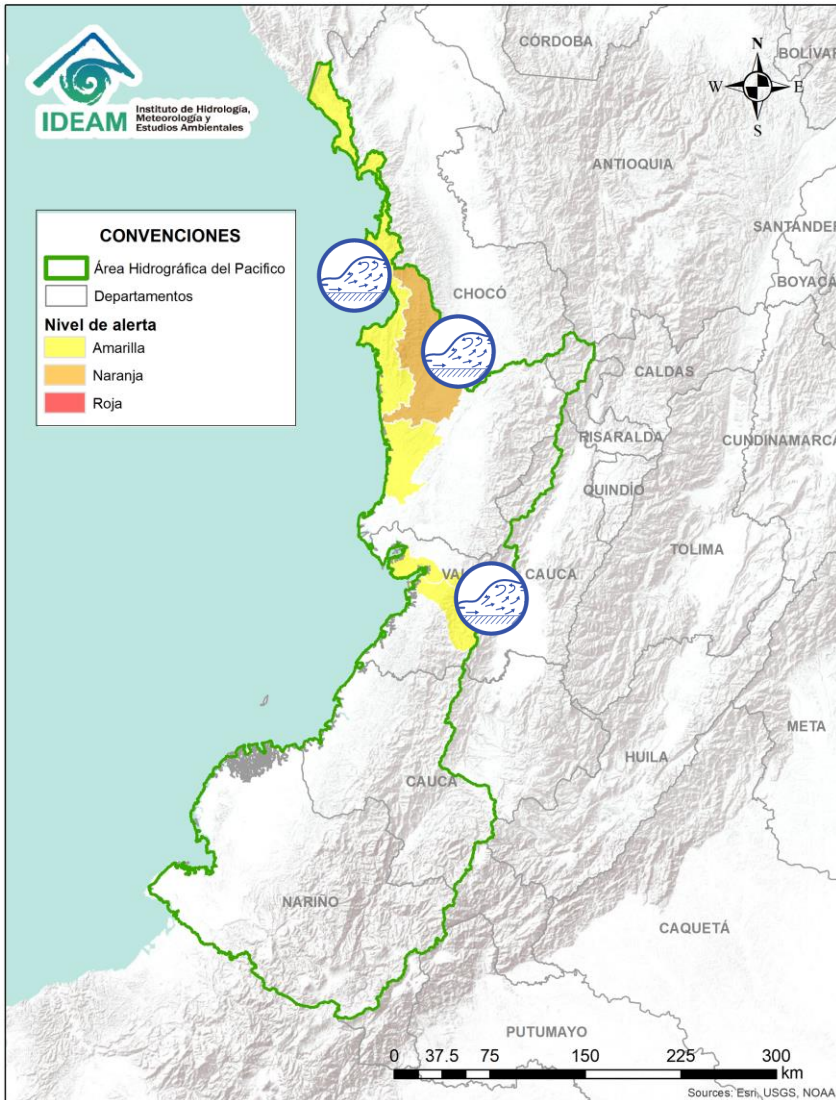 IDEAM
Instituto de Hidrología,
Meteorología y
Estudios Ambientales
CÓRDOBA
BOLÍVAR
N
W
E
S
ANTIOQUIA
SANTANDER
BOYACÁ
CONVENCIONES
Área Hidrográfica del Pacifico
Departamentos
Nivel de alerta
Amarilla
Naranja
Roja
CHOCÓ
CALDAS
RISARALDA
CUNDINAMARCA
QUINDÍO
TOLIMA
CAUCA
META
HUILA
CAUCA
NARIÑO
CAQUETÁ
PUTUMAYO
0 37.5 75 150 225 300
km
Sources: Esri, USGS, NOAA